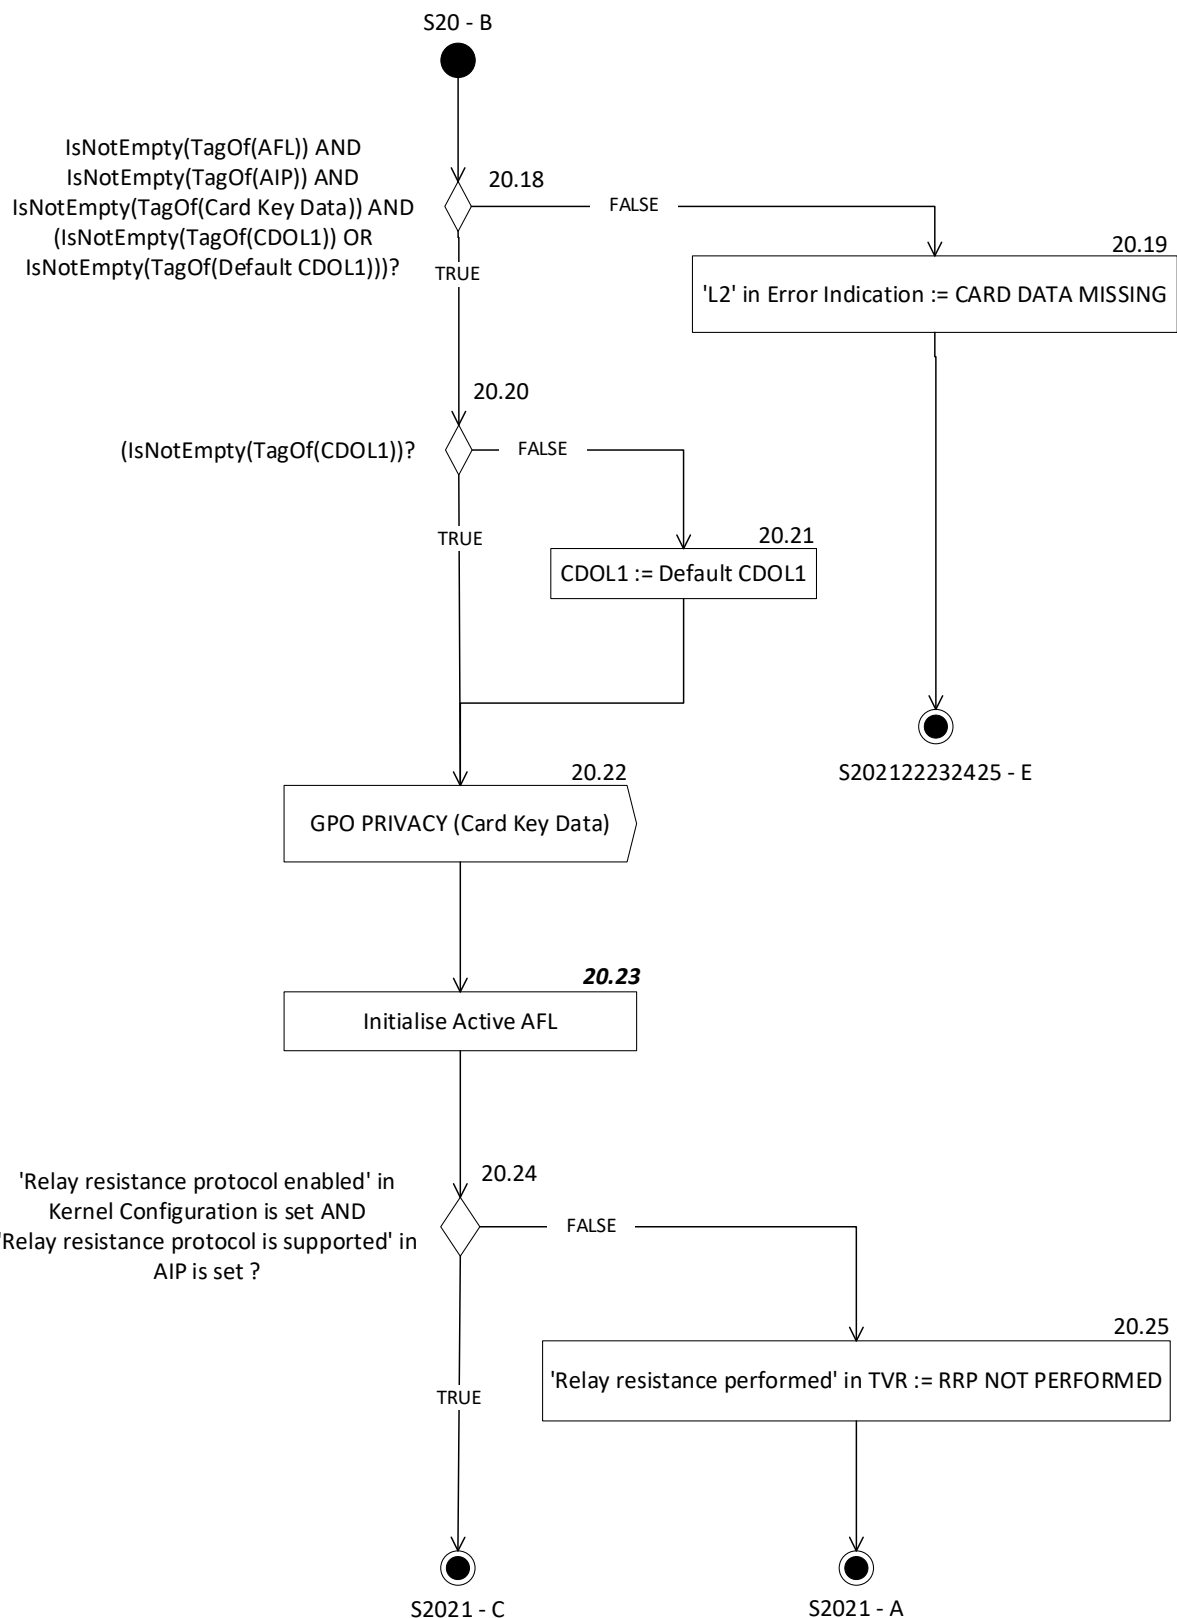 S20 - B
IsNotEmpty(TagOf(AFL)) AND
IsNotEmpty(TagOf(AIP)) AND
IsNotEmpty(TagOf(Card Key Data)) AND
(IsNotEmpty(TagOf(CDOL1)) OR
IsNotEmpty(TagOf(Default CDOL1)))?
20.18
FALSE
TRUE
20.19
'L2' in Error Indication := CARD DATA MISSING
20.20
(IsNotEmpty(TagOf(CDOL1))?
FALSE
TRUE
20.21
CDOL1 := Default CDOL1
S202122232425 - E
20.22
GPO PRIVACY (Card Key Data)
20.23
Initialise Active AFL
20.24
'Relay resistance protocol enabled' in
Kernel Configuration is set AND
'Relay resistance protocol is supported' in
AIP is set ?
FALSE
TRUE
20.25
'Relay resistance performed' in TVR := RRP NOT PERFORMED
S2021 - C
S2021 - A